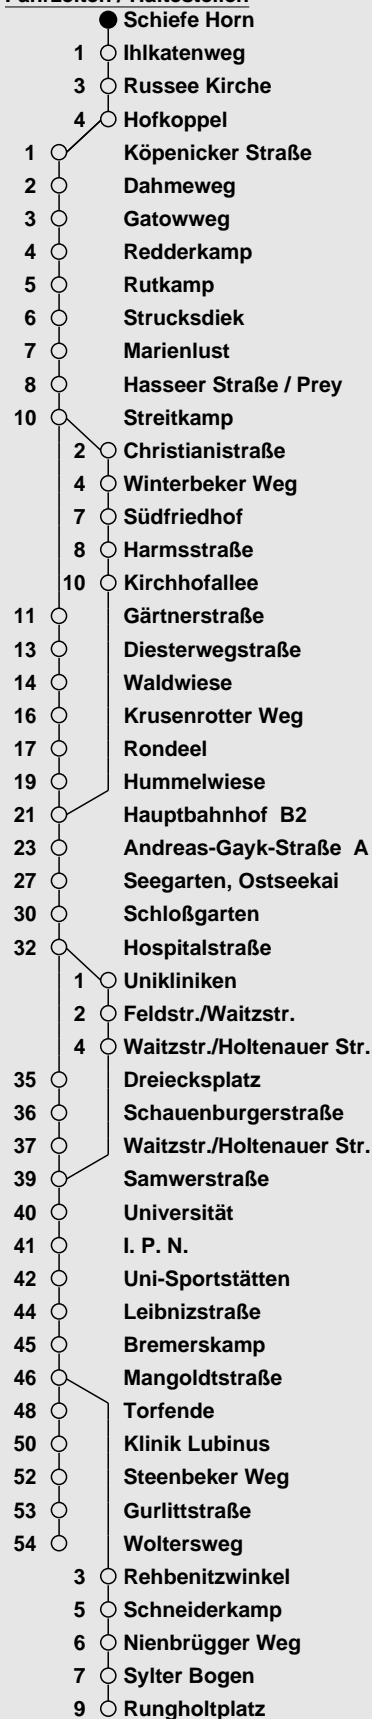 Fahrzeiten / Haltestellen
Schiefe Horn
1 Ihlkatenweg
3 Russee Kirche
4 Hofkoppel
1 Köpenicker Straße
2 Dahmeweg
3 Gatowweg
4 Redderkamp
5 Rutkamp
6 Strucksdiek
7 Marienlust
8 Hasseer Straße / Prey
10 Streitkamp
2 Christianistraße
4 Winterbeker Weg
7 Südfriedhof
8 Harmsstraße
10 Kirchhofallee
11 Gärtnerstraße
13 Diesterwegstraße
14 Waldwiese
16 Krusenrotter Weg
17 Rondeel
19 Hummelwiese
21 Hauptbahnhof B2
23 Andreas-Gayk-Straße A
27 Seegarten, Ostseekai
30 Schloßgarten
32 Hospitalstraße
1 Unikliniken
2 Feldstr./Waitzstr.
4 Waitzstr./Holtenauer Str.
35 Dreiecksplatz
36 Schauenburgerstraße
37 Waitzstr./Holtenauer Str.
39 Samwerstraße
40 Universität
41 I. P. N.
42 Uni-Sportstätten
44 Leibnizstraße
45 Bremerskamp
46 Mangoldtstraße
48 Torfende
50 Klinik Lubinus
52 Steenbeker Weg
53 Gurlittstraße
54 Woltersweg
3 Rehbenitzwinkel
5 Schneiderkamp
6 Nienbrügger Weg
7 Sylter Bogen
9 Rungholtplatz